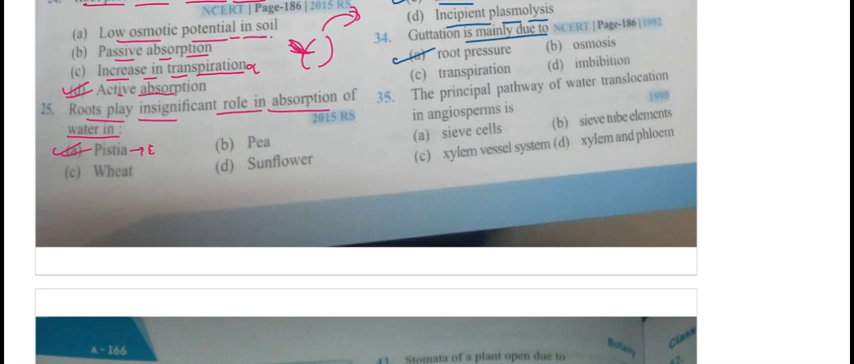 NCERT | Page-186 | 2015 RS
(a) Low osmotic potential in soil
(b) Passive absorption
(c) Increase in transpiration
(d) Active absorption
25. Roots play insignificant role in absorption of
water in :
2015 RS
(a) Pistia → E
(b) Pea
(c) Wheat
(d) Sunflower
(d) Incipient plasmolysis
34. Guttation is mainly due to NCERT | Page-186 | 1992
(a) root pressure
(b) osmosis
(c) transpiration
(d) imbibition
35. The principal pathway of water translocation
in angiosperms is
1990
(a) sieve cells
(b) sieve tube elements
(c) xylem vessel system (d) xylem and phloem
A - 166
41. Stomata of a plant open due to
Botany
Class